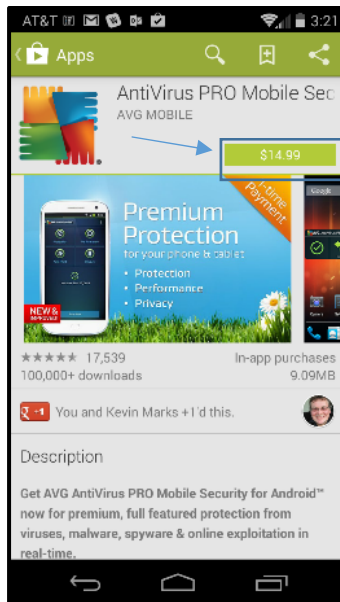 AT&T
3:21
Apps
AntiVirus PRO Mobile Sec
AVG MOBILE
$14.99
1-time
Payment
Premium
Protection
for your phone & tablet
• Protection
• Performance
• Privacy
NEW &
IMPROVED
Google
17,539
In-app purchases
100,000+ downloads
9.09MB
g +1
You and Kevin Marks +1'd this.
Description
Get AVG AntiVirus PRO Mobile Security for Android™
now for premium, full featured protection from
viruses, malware, spyware & online exploitation in
real-time.